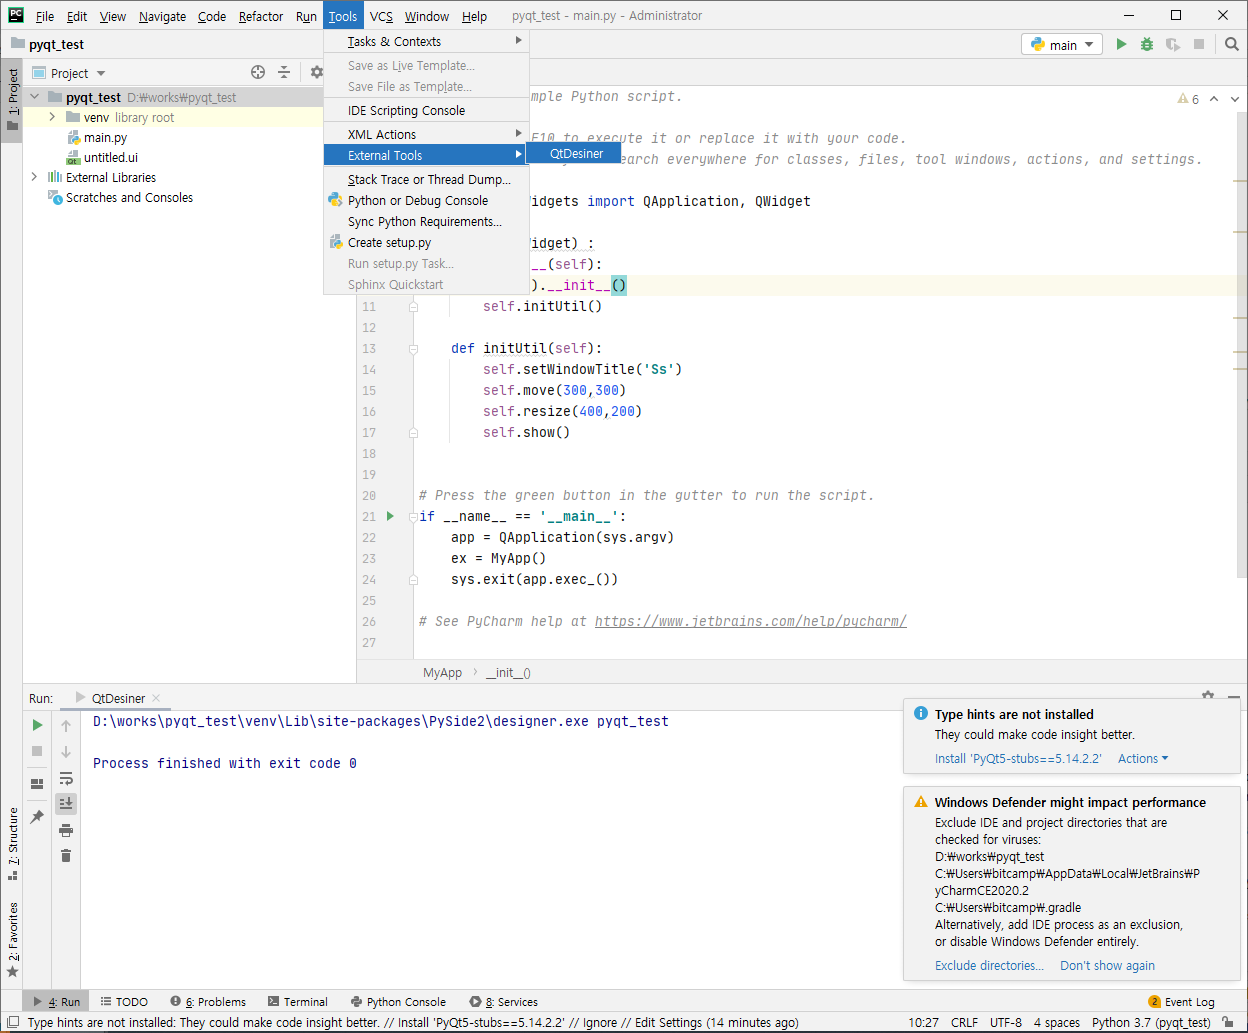 PC File Edit View Navigate Code Refactor Run Tools VCS Window Help pyqt_test - main.py - Administrator
pyqt_test
main
1: Project
Project
pyqt_test D:₩works₩pyqt_test
venv library root
main.py
untitled.ui
External Libraries
Scratches and Consoles
Tasks & Contexts
Save as Live Template...
Save File as Template...
IDE Scripting Console
XML Actions
External Tools
QtDesiner
Stack Trace or Thread Dump...
Python or Debug Console
Sync Python Requirements...
Create setup.py
Run setup.py Task...
Sphinx Quickstart
6
mple Python script.
F10 to execute it or replace it with your code.
earch everywhere for classes, files, tool windows, actions, and settings.
Widgets import QApplication, QWidget
Widget) :
__(self):
).__init__()
11 self.initUtil()
12
13 def initUtil(self):
14 self.setWindowTitle('Ss')
15 self.move(300,300)
16 self.resize(400,200)
17 self.show()
18
19
20 # Press the green button in the gutter to run the script.
21 if __name__ == '__main__':
22 app = QApplication(sys.argv)
23 ex = MyApp()
24 sys.exit(app.exec_())
25
26 # See PyCharm help at https://www.jetbrains.com/help/pycharm/
27
MyApp __init__()
Run: QtDesiner
D:\works\pyqt_test\venv\Lib\site-packages\PySide2\designer.exe pyqt_test
Process finished with exit code 0
7: Structure
2: Favorites
Type hints are not installed
They could make code insight better.
Install 'PyQt5-stubs==5.14.2.2' Actions
Windows Defender might impact performance
Exclude IDE and project directories that are
checked for viruses:
D:₩works₩pyqt_test
C:₩Users₩bitcamp₩AppData₩Local₩JetBrains₩P
yCharmCE2020.2
C:₩Users₩bitcamp₩.gradle
Alternatively, add IDE process as an exclusion,
or disable Windows Defender entirely.
Exclude directories... Don't show again
4: Run TODO 6: Problems Terminal Python Console 8: Services 2 Event Log
Type hints are not installed: They could make code insight better. // Install 'PyQt5-stubs==5.14.2.2' // Ignore // Edit Settings (14 minutes ago) 10:27 CRLF UTF-8 4 spaces Python 3.7 (pyqt_test)